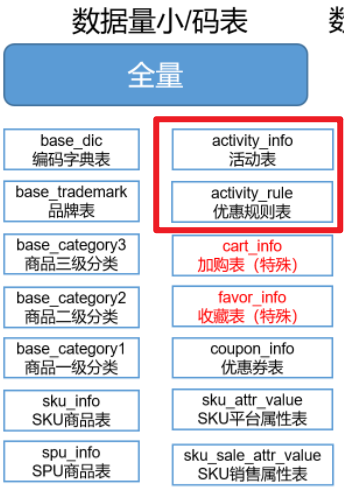 数据量小/码表
数
全量
base_dic
编码字典表
activity_info
活动表
base_trademark
品牌表
activity_rule
优惠规则表
base_category3
商品三级分类
cart_info
加购表（特殊）
base_category2
商品二级分类
favor_info
收藏表（特殊）
base_category1
商品一级分类
coupon_info
优惠券表
sku_info
SKU商品表
sku_attr_value
SKU平台属性表
spu_info
SPU商品表
sku_sale_attr_value
SKU销售属性表